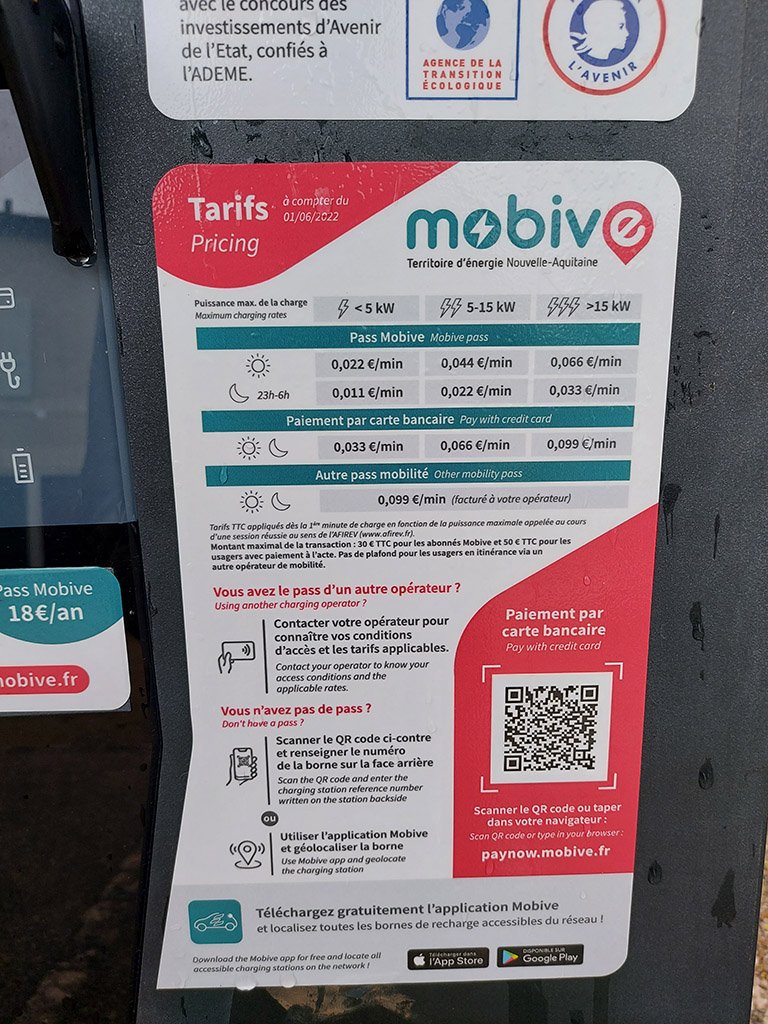 avec le concours des
investissements d'Avenir
de l'Etat, confiés à
l'ADEME.
AGENCE DE LA
TRANSITION
ÉCOLOGIQUE
L'AVENIR
Tarifs
Pricing
à compter du
01/06/2022
mobive
Territoire d'énergie Nouvelle-Aquitaine
Puissance max. de la charge
Maximum charging rates
< 5 kW 5-15 kW >15 kW
Pass Mobive Mobive pass
0,022 €/min 0,044 €/min 0,066 €/min
23h-6h 0,011 €/min 0,022 €/min 0,033 €/min
Paiement par carte bancaire Pay with credit card
0,033 €/min 0,066 €/min 0,099 €/min
Autre pass mobilité Other mobility pass
0,099 €/min (facturé à votre opérateur)
Tarifs TTC appliqués dès la 1ère minute de charge en fonction de la puissance maximale appelée au cours
d'une session réussie au sens de l'AFIREV (www.afirev.fr).
Montant maximal de la transaction : 30 € TTC pour les abonnés Mobive et 50 € TTC pour les
usagers avec paiement à l'acte. Pas de plafond pour les usagers en itinérance via un
autre opérateur de mobilité.
Vous avez le pass d'un autre opérateur ?
Using another charging operator ?
Contacter votre opérateur pour
connaître vos conditions
d'accès et les tarifs applicables.
Contact your operator to know your
access conditions and the
applicable rates.
Vous n'avez pas de pass ?
Don't have a pass ?
Scanner le QR code ci-contre
et renseigner le numéro
de la borne sur la face arrière
Scan the QR code and enter the
charging station reference number
written on the station backside
ou
Utiliser l'application Mobive
et géolocaliser la borne
Use Mobive app and geolocate
the charging station
Paiement par
carte bancaire
Pay with credit card
Scanner le QR code ou taper
dans votre navigateur :
Scan QR code or type in your browser :
paynow.mobive.fr
Téléchargez gratuitement l'application Mobive
et localisez toutes les bornes de recharge accessibles du réseau !
Download the Mobive app for free and locate all
accessible charging stations on the network !
Télécharger dans
l'App Store
DISPONIBLE SUR
Google Play
Pass Mobive
18€/an
mobive.fr